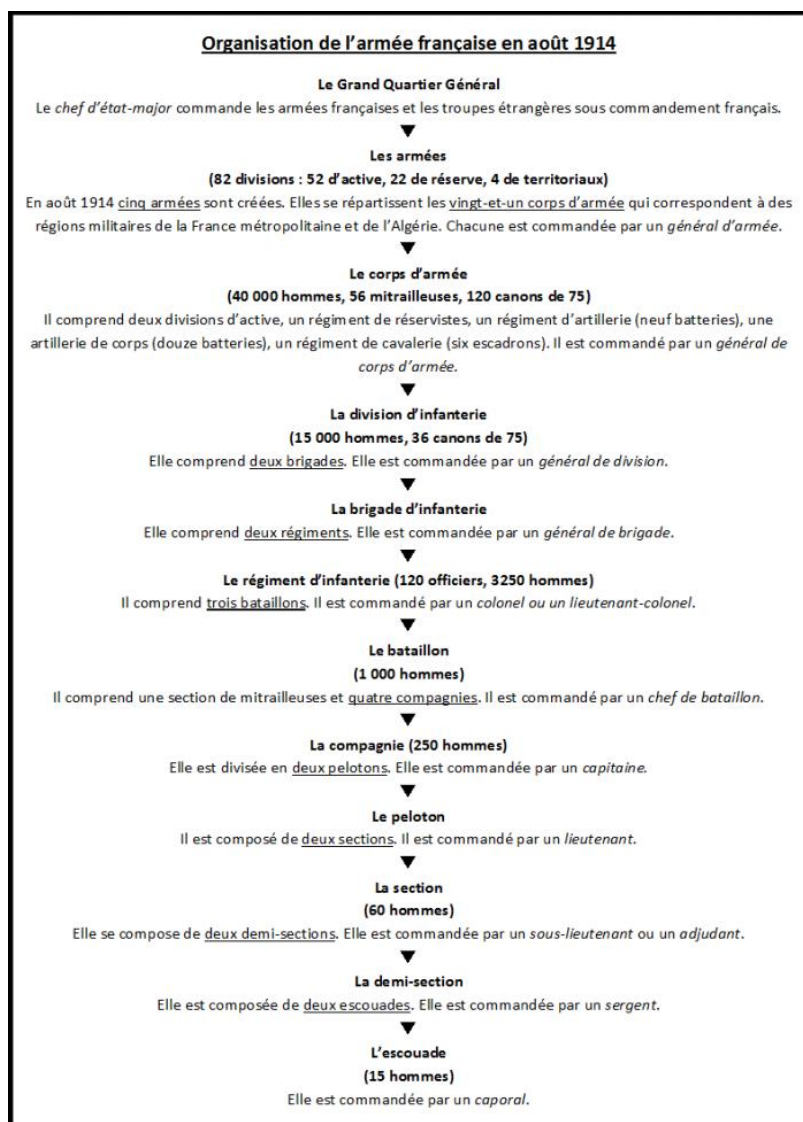 Organisation de l'armée française en août 1914
Le Grand Quartier Général
Le chef d'état-major commande les armées françaises et les troupes étrangères sous commandement français.
Les armées
(82 divisions : 52 d'active, 22 de réserve, 4 de territoriaux)
En août 1914 cinq armées sont créées. Elles se répartissent les vingt-et-un corps d'armée qui correspondent à des
régions militaires de la France métropolitaine et de l'Algérie. Chacune est commandée par un général d'armée.
Le corps d'armée
(40 000 hommes, 56 mitrailleuses, 120 canons de 75)
Il comprend deux divisions d'active, un régiment de réservistes, un régiment d'artillerie (neuf batteries), une
artillerie de corps (douze batteries), un régiment de cavalerie (six escadrons). Il est commandé par un général de
corps d'armée.
La division d'infanterie
(15 000 hommes, 36 canons de 75)
Elle comprend deux brigades. Elle est commandée par un général de division.
La brigade d'infanterie
Elle comprend deux régiments. Elle est commandée par un général de brigade.
Le régiment d'infanterie (120 officiers, 3250 hommes)
Il comprend trois bataillons. Il est commandé par un colonel ou un lieutenant-colonel.
Le bataillon
(1 000 hommes)
Il comprend une section de mitrailleuses et quatre compagnies. Il est commandé par un chef de bataillon.
La compagnie (250 hommes)
Elle est divisée en deux pelotons. Elle est commandée par un capitaine.
Le peloton
Il est composé de deux sections. Il est commandé par un lieutenant.
La section
(60 hommes)
Elle se compose de deux demi-sections. Elle est commandée par un sous-lieutenant ou un adjudant.
La demi-section
Elle est composée de deux escouades. Elle est commandée par un sergent.
L'escouade
(15 hommes)
Elle est commandée par un caporal.